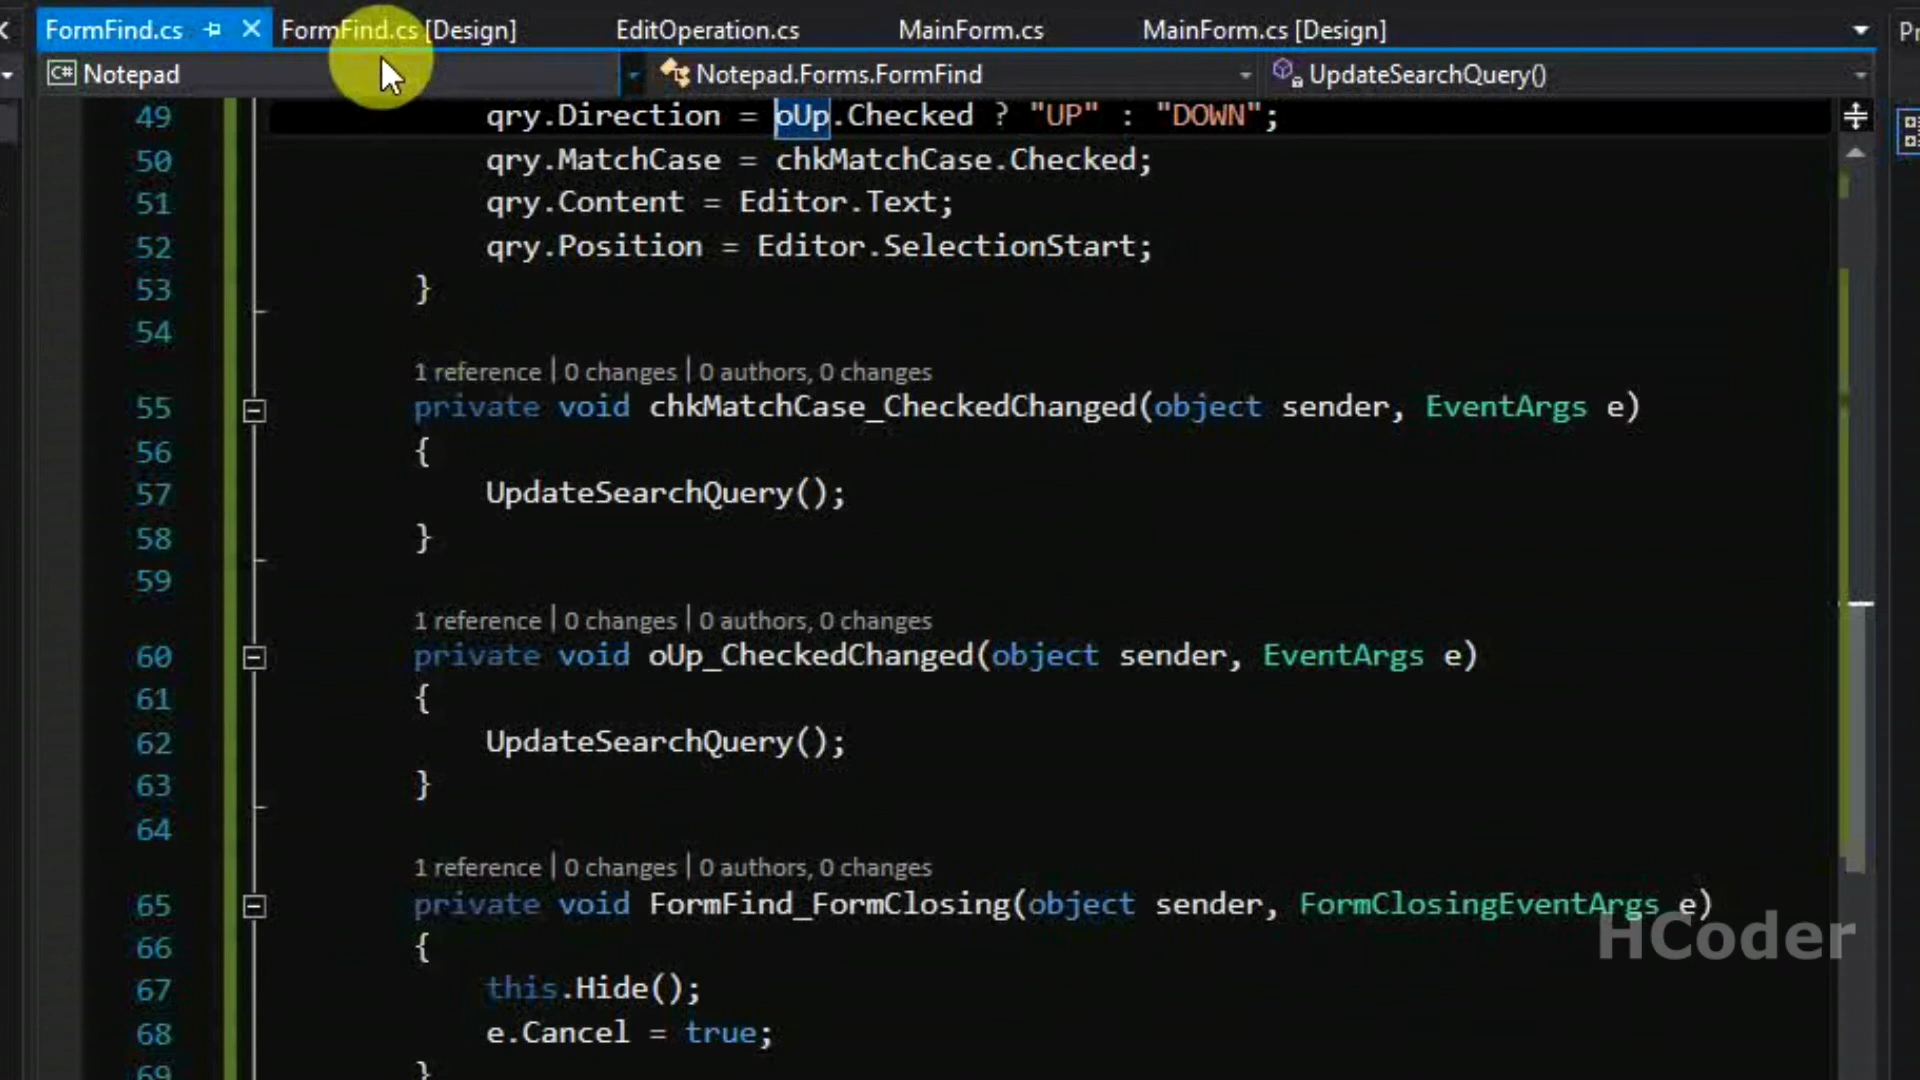 FormFind.cs FormFind.cs [Design] EditOperation.cs MainForm.cs MainForm.cs [Design] Pr
C# Notepad Notepad.Forms.FormFind UpdateSearchQuery()
49 qry.Direction = oUp.Checked ? "UP" : "DOWN";
50 qry.MatchCase = chkMatchCase.Checked;
51 qry.Content = Editor.Text;
52 qry.Position = Editor.SelectionStart;
53 }
54
1 reference | 0 changes | 0 authors, 0 changes
55 private void chkMatchCase_CheckedChanged(object sender, EventArgs e)
56 {
57 UpdateSearchQuery();
58 }
59
1 reference | 0 changes | 0 authors, 0 changes
60 private void oUp_CheckedChanged(object sender, EventArgs e)
61 {
62 UpdateSearchQuery();
63 }
64
1 reference | 0 changes | 0 authors, 0 changes
65 private void FormFind_FormClosing(object sender, FormClosingEventArgs e)
66 {
HCoder
67 this.Hide();
68 e.Cancel = true;
69 }